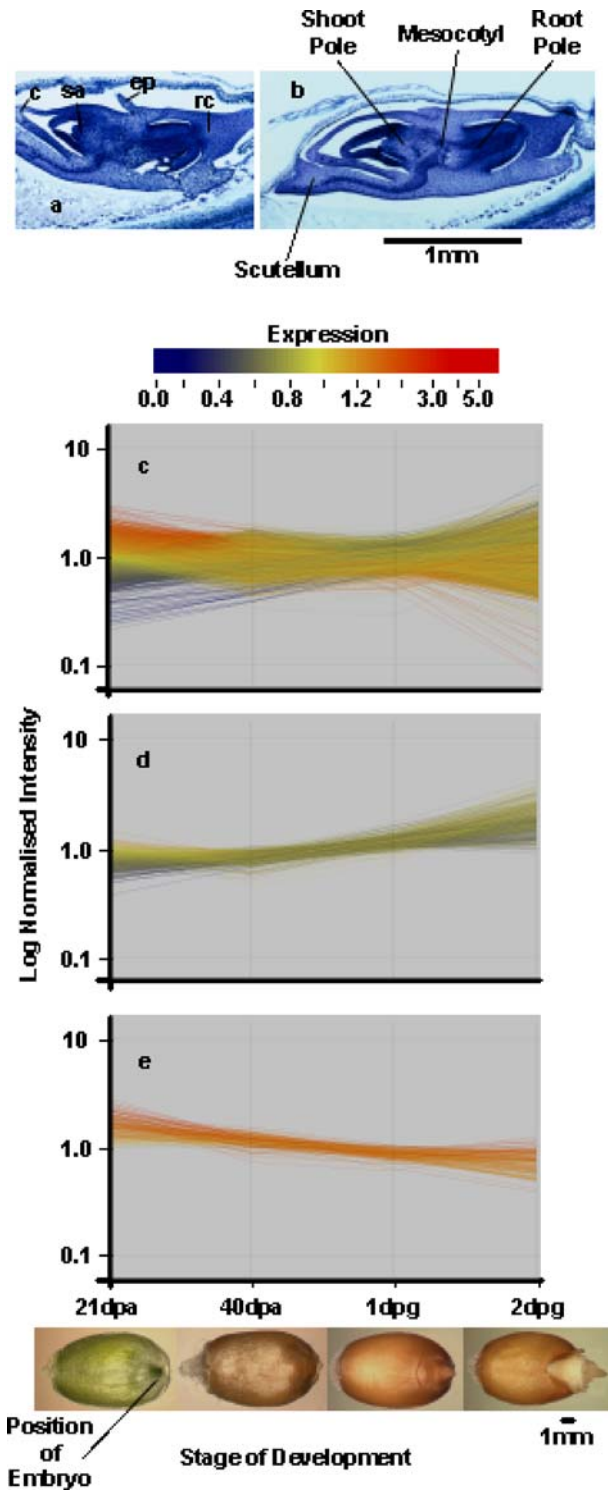 Shoot Pole
Mesocotyl
Root Pole
c
sa
ep
rc
a
b
Scutellum
1mm
Expression
0.0 0.4 0.8 1.2 3.0 5.0
Log Normalised Intensity
10
c
1.0
0.1
10
d
1.0
0.1
10
e
1.0
0.1
21dpa 40dpa 1dpg 2dpg
Position of Embryo
1mm
Stage of Development